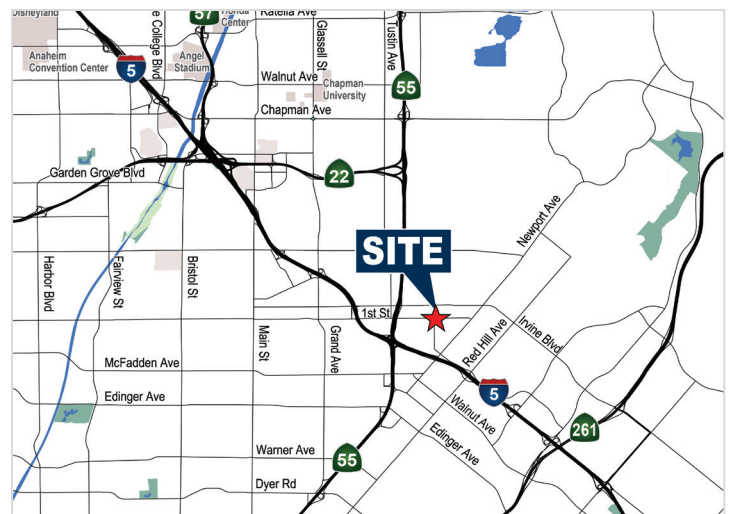 Disneyland
e College Blvd
57
Honda
Center
Katella Ave
Glassell St
Tustin Ave
Anaheim
Convention Center
5
Angel
Stadium
Walnut Ave
Chapman
University
55
Chapman Ave
Garden Grove Blvd
22
Newport Ave
SITE
Harbor Blvd
Fairview St
Bristol St
1st St
Main St
Grand Ave
Red Hill Ave
Irvine Blvd
McFadden Ave
Edinger Ave
5
Walnut Ave
Edinger Ave
261
Warner Ave
55
Dyer Rd